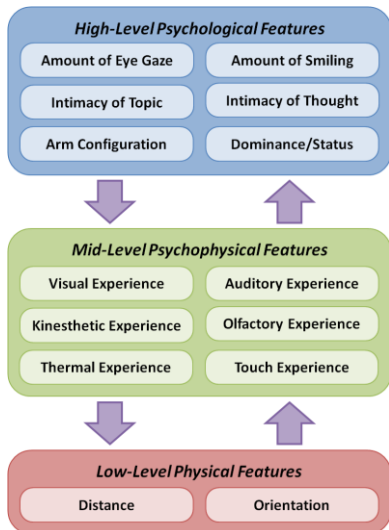 High-Level Psychological Features
Amount of Eye Gaze
Amount of Smiling
Intimacy of Topic
Intimacy of Thought
Arm Configuration
Dominance/Status
Mid-Level Psychophysical Features
Visual Experience
Auditory Experience
Kinesthetic Experience
Olfactory Experience
Thermal Experience
Touch Experience
Low-Level Physical Features
Distance
Orientation